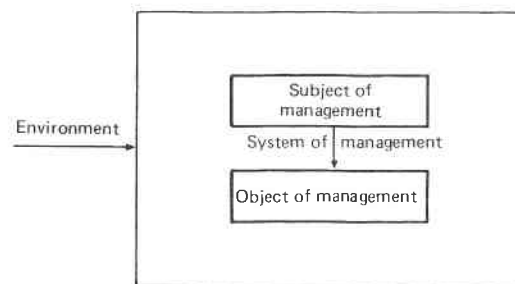 Subject of
management
Environment
System of management
Object of management